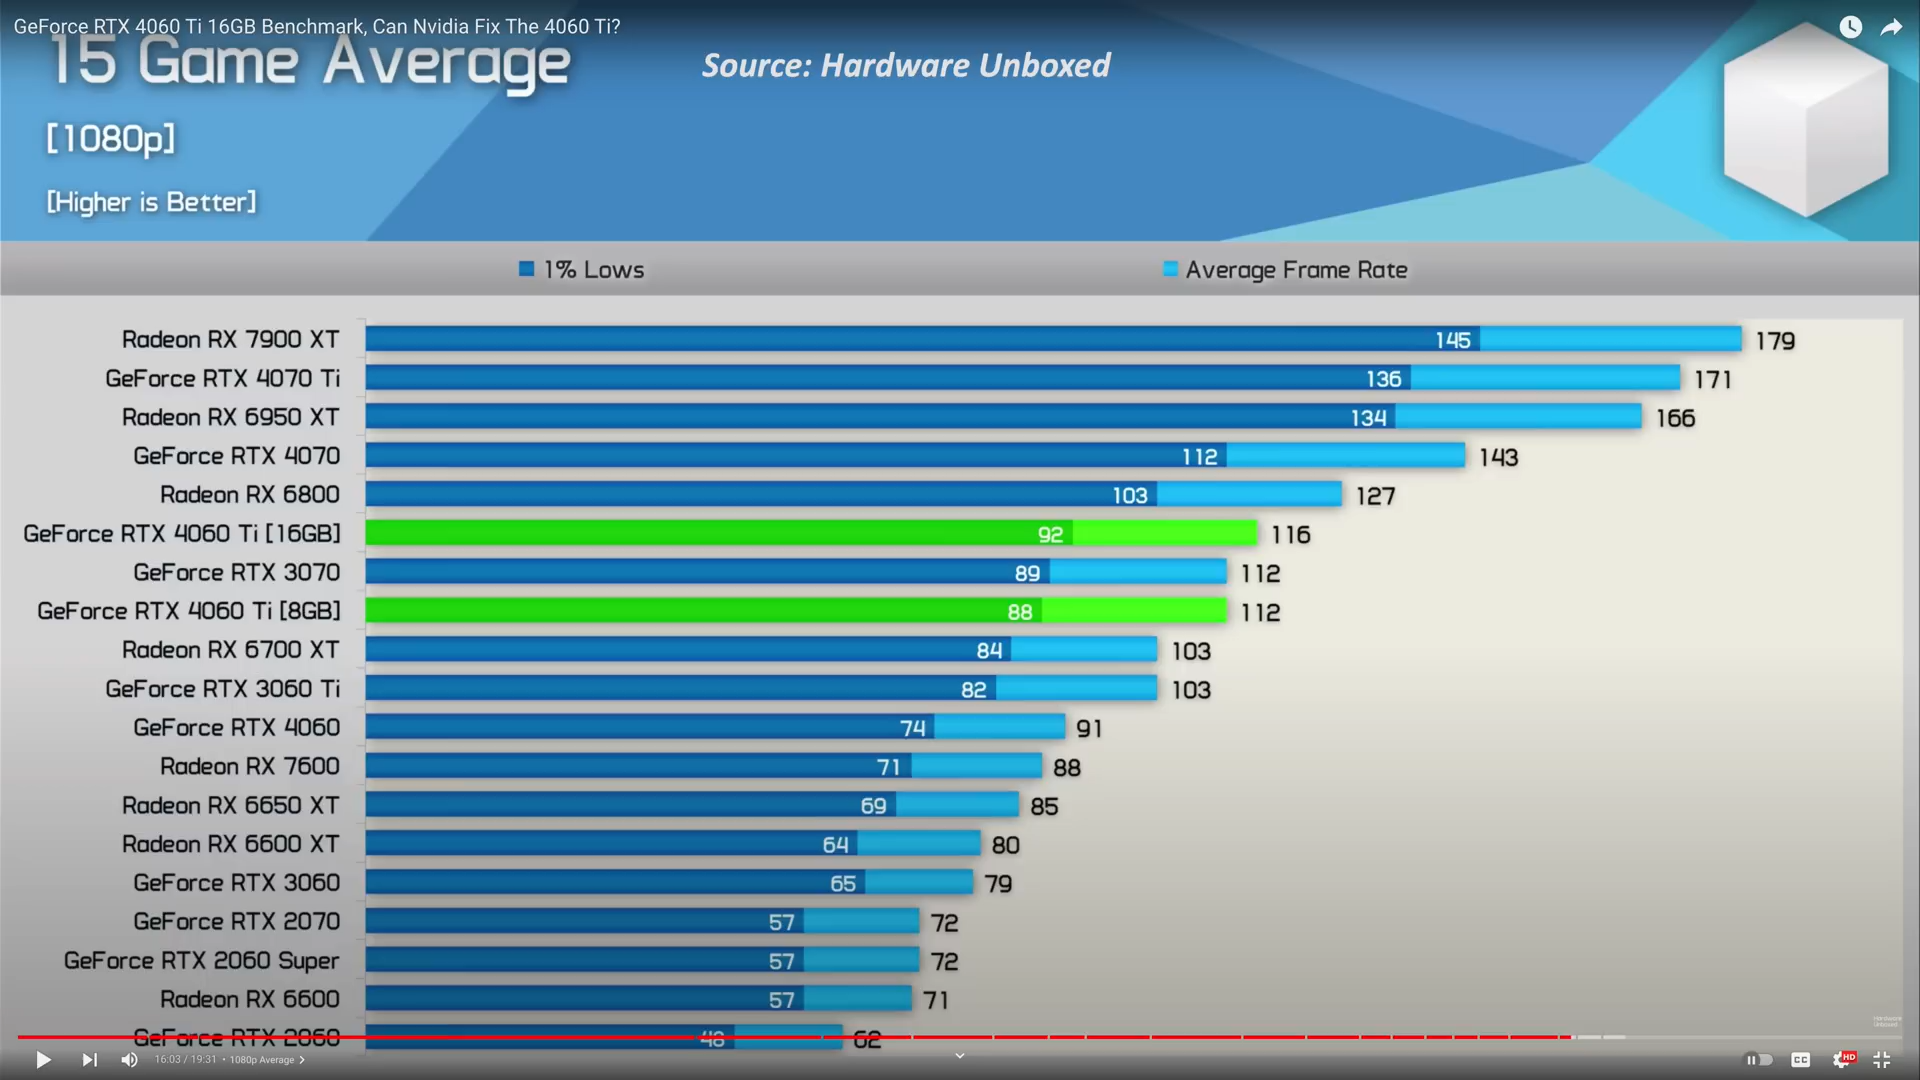 GeForce RTX 4060 Ti 16GB Benchmark, Can Nvidia Fix The 4060 Ti?
15 Game Average
Source: Hardware Unboxed
[1080p]
[Higher is Better]
1% Lows
Average Frame Rate
Radeon RX 7900 XT 145 179
GeForce RTX 4070 Ti 136 171
Radeon RX 6950 XT 134 166
GeForce RTX 4070 112 143
Radeon RX 6800 103 127
GeForce RTX 4060 Ti [16GB] 92 116
GeForce RTX 3070 89 112
GeForce RTX 4060 Ti [8GB] 88 112
Radeon RX 6700 XT 84 103
GeForce RTX 3060 Ti 82 103
GeForce RTX 4060 74 91
Radeon RX 7600 71 88
Radeon RX 6650 XT 69 85
Radeon RX 6600 XT 64 80
GeForce RTX 3060 65 79
GeForce RTX 2070 57 72
GeForce RTX 2060 Super 57 72
Radeon RX 6600 57 71
GeForce RTX 2060 48 62
Hardware
Unboxed
16:03 / 19:31 • 1080p Average
CC
HD